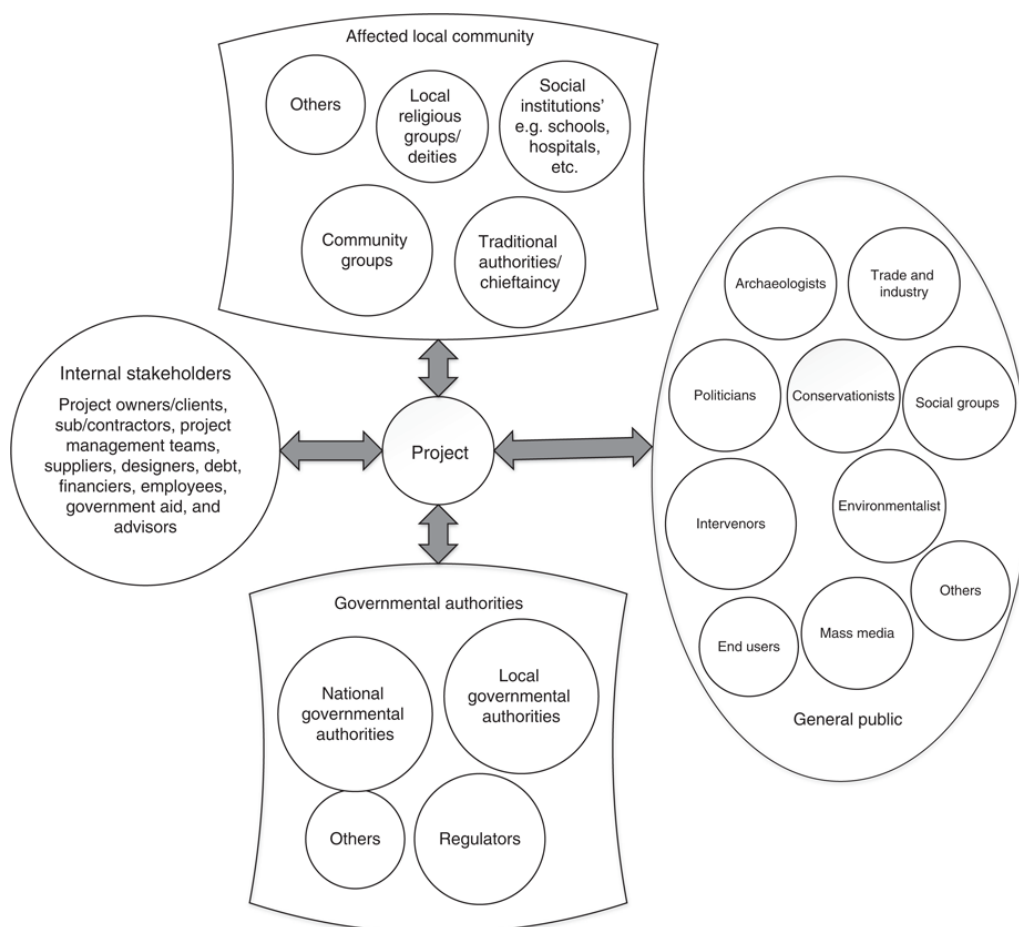 Affected local community
Others
Local
religious
groups/
deities
Social
institutions’
e.g. schools,
hospitals,
etc.
Community
groups
Traditional
authorities/
chieftaincy
Internal stakeholders
Project owners/clients,
sub/contractors, project
management teams,
suppliers, designers, debt,
financiers, employees,
government aid, and
advisors
Project
Archaeologists
Trade and
industry
Politicians
Conservationists
Social groups
Intervenors
Environmentalist
Others
End users
Mass media
General public
Governmental authorities
National
governmental
authorities
Local
governmental
authorities
Others
Regulators